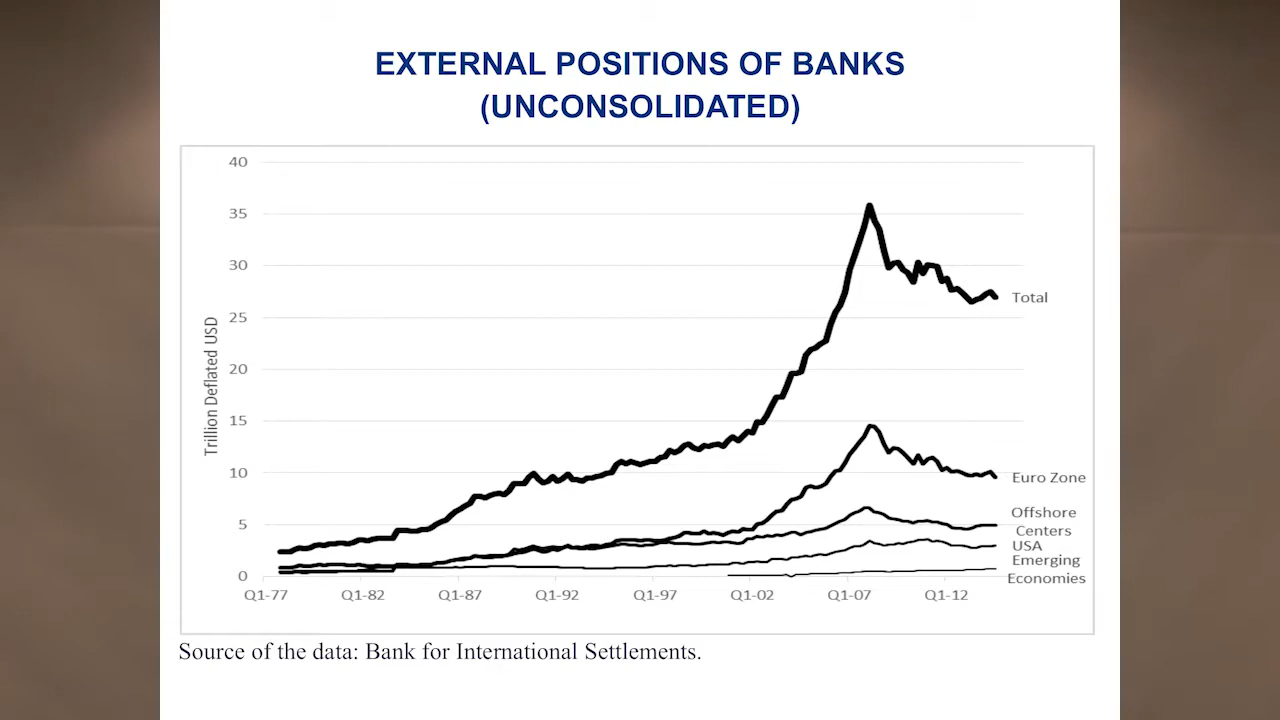 EXTERNAL POSITIONS OF BANKS
(UNCONSOLIDATED)
Trillion Deflated USD
40
35
30
25
20
15
10
5
0
Q1-77 Q1-82 Q1-87 Q1-92 Q1-97 Q1-02 Q1-07 Q1-12
Total
Euro Zone
Offshore
Centers
USA
Emerging
Economies
Source of the data: Bank for International Settlements.